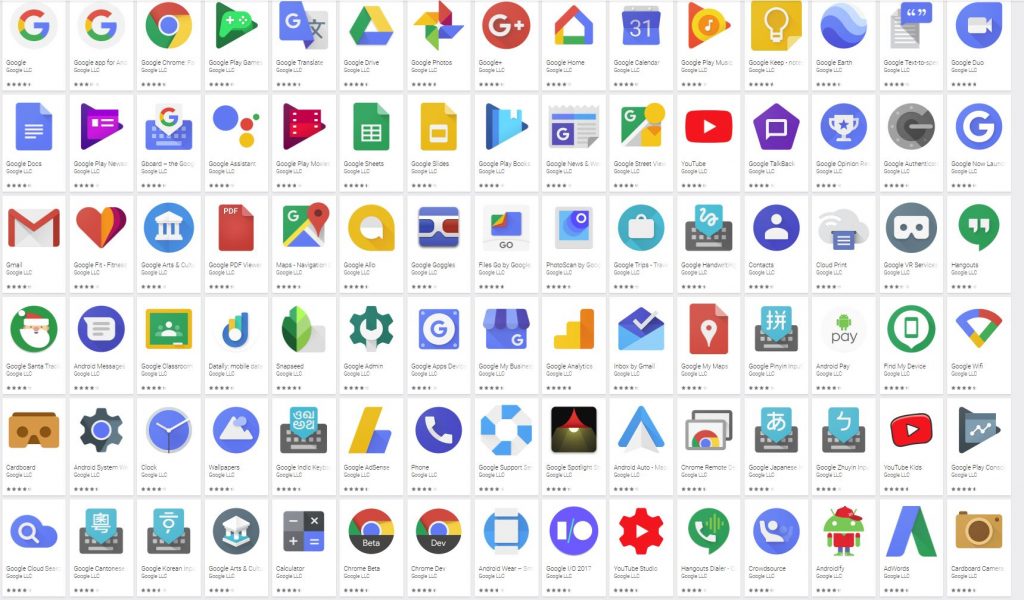 Google
Google LLC
Google app for And
Google LLC
Google Chrome: Fa
Google LLC
Google Play Games
Google LLC
G 文
Google Translate
Google LLC
Google Drive
Google LLC
Google Photos
Google LLC
G+
Google+
Google LLC
Google Home
Google LLC
31
Google Calendar
Google LLC
Google Play Music
Google LLC
Google Keep - notes
Google LLC
Google Earth
Google LLC
Google Text-to-spee
Google LLC
Google Duo
Google LLC
Google Docs
Google LLC
Google Play Newss
Google LLC
G
Gboard – the Goog
Google LLC
Google Assistant
Google LLC
Google Play Movies
Google LLC
Google Sheets
Google LLC
Google Slides
Google LLC
Google Play Books
Google LLC
G
Google News & We
Google LLC
G
Google Street View
Google LLC
YouTube
Google LLC
Google TalkBack
Google LLC
Google Opinion Re
Google LLC
Google Authenticat
Google LLC
G
Google Now Launc
Google LLC
Gmail
Google LLC
Google Fit - Fitness
Google LLC
Google Arts & Cultu
Google LLC
PDF
Google PDF Viewer
Google LLC
G
Maps - Navigation
Google LLC
Google Allo
Google LLC
Google Goggles
Google LLC
GO
Files Go by Google
Google LLC
PhotoScan by Goog
Google LLC
Google Trips - Trave
Google LLC
Google Handwriting
Google LLC
Contacts
Google LLC
Cloud Print
Google LLC
Google VR Services
Google LLC
Hangouts
Google LLC
Google Santa Track
Google LLC
Android Messages
Google LLC
Google Classroom
Google LLC
Datally: mobile data
Google LLC
Snapseed
Google LLC
Google Admin
Google LLC
G
Google Apps Devic
Google LLC
G
Google My Busines
Google LLC
Google Analytics
Google LLC
Inbox by Gmail
Google LLC
Google My Maps
Google LLC
拼
Google Pinyin Inpu
Google LLC
pay
Android Pay
Google LLC
Find My Device
Google LLC
Google Wifi
Google LLC
Cardboard
Google LLC
Android System We
Google LLC
Clock
Google LLC
Wallpapers
Google LLC
Google Indic Keybo
Google LLC
Google AdSense
Google LLC
Phone
Google LLC
Google Support Se
Google LLC
Google Spotlight St
Google LLC
Android Auto - Map
Google LLC
Chrome Remote De
Google LLC
あ
Google Japanese I
Google LLC
ㄅ
Google Zhuyin Inpu
Google LLC
YouTube Kids
Google LLC
Google Play Conso
Google LLC
Google Cloud Searc
Google LLC
粵
Google Cantonese
Google LLC
Google Korean Inpu
Google LLC
Google Arts & Cultu
Google LLC
Calculator
Google LLC
Beta
Chrome Beta
Google LLC
Dev
Chrome Dev
Google LLC
Android Wear – Sm
Google LLC
I/O
Google I/O 2017
Google LLC
YouTube Studio
Google LLC
Hangouts Dialer - C
Google LLC
Crowdsource
Google LLC
Androidify
Google LLC
AdWords
Google LLC
Cardboard Camera
Google LLC